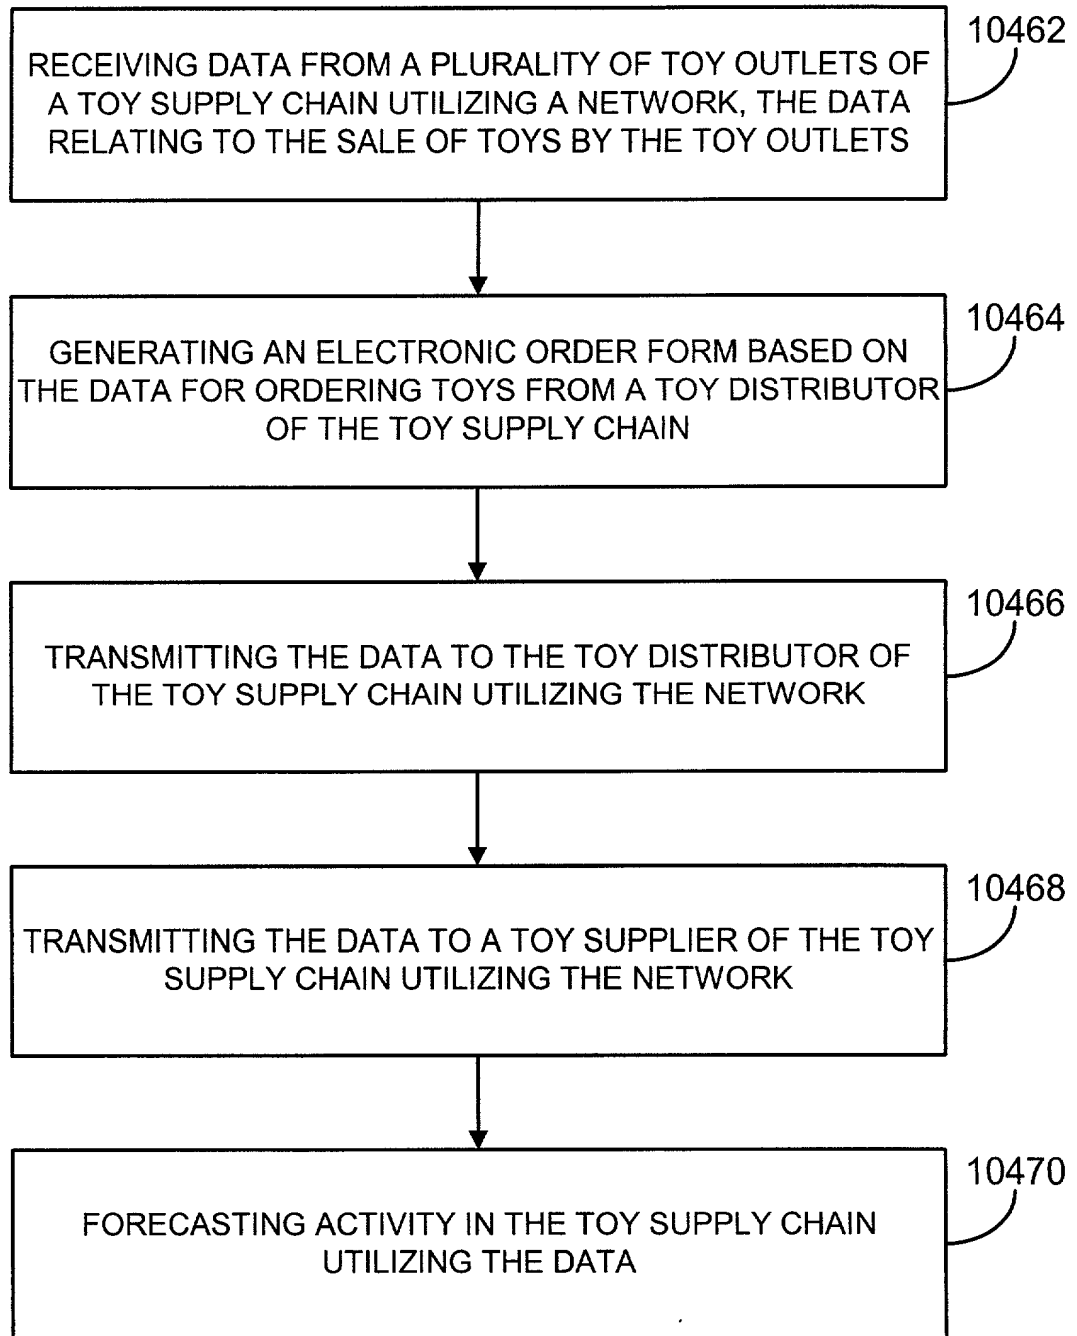 10462
RECEIVING DATA FROM A PLURALITY OF TOY OUTLETS OF
A TOY SUPPLY CHAIN UTILIZING A NETWORK, THE DATA
RELATING TO THE SALE OF TOYS BY THE TOY OUTLETS
10464
GENERATING AN ELECTRONIC ORDER FORM BASED ON
THE DATA FOR ORDERING TOYS FROM A TOY DISTRIBUTOR
OF THE TOY SUPPLY CHAIN
10466
TRANSMITTING THE DATA TO THE TOY DISTRIBUTOR OF
THE TOY SUPPLY CHAIN UTILIZING THE NETWORK
10468
TRANSMITTING THE DATA TO A TOY SUPPLIER OF THE TOY
SUPPLY CHAIN UTILIZING THE NETWORK
10470
FORECASTING ACTIVITY IN THE TOY SUPPLY CHAIN
UTILIZING THE DATA